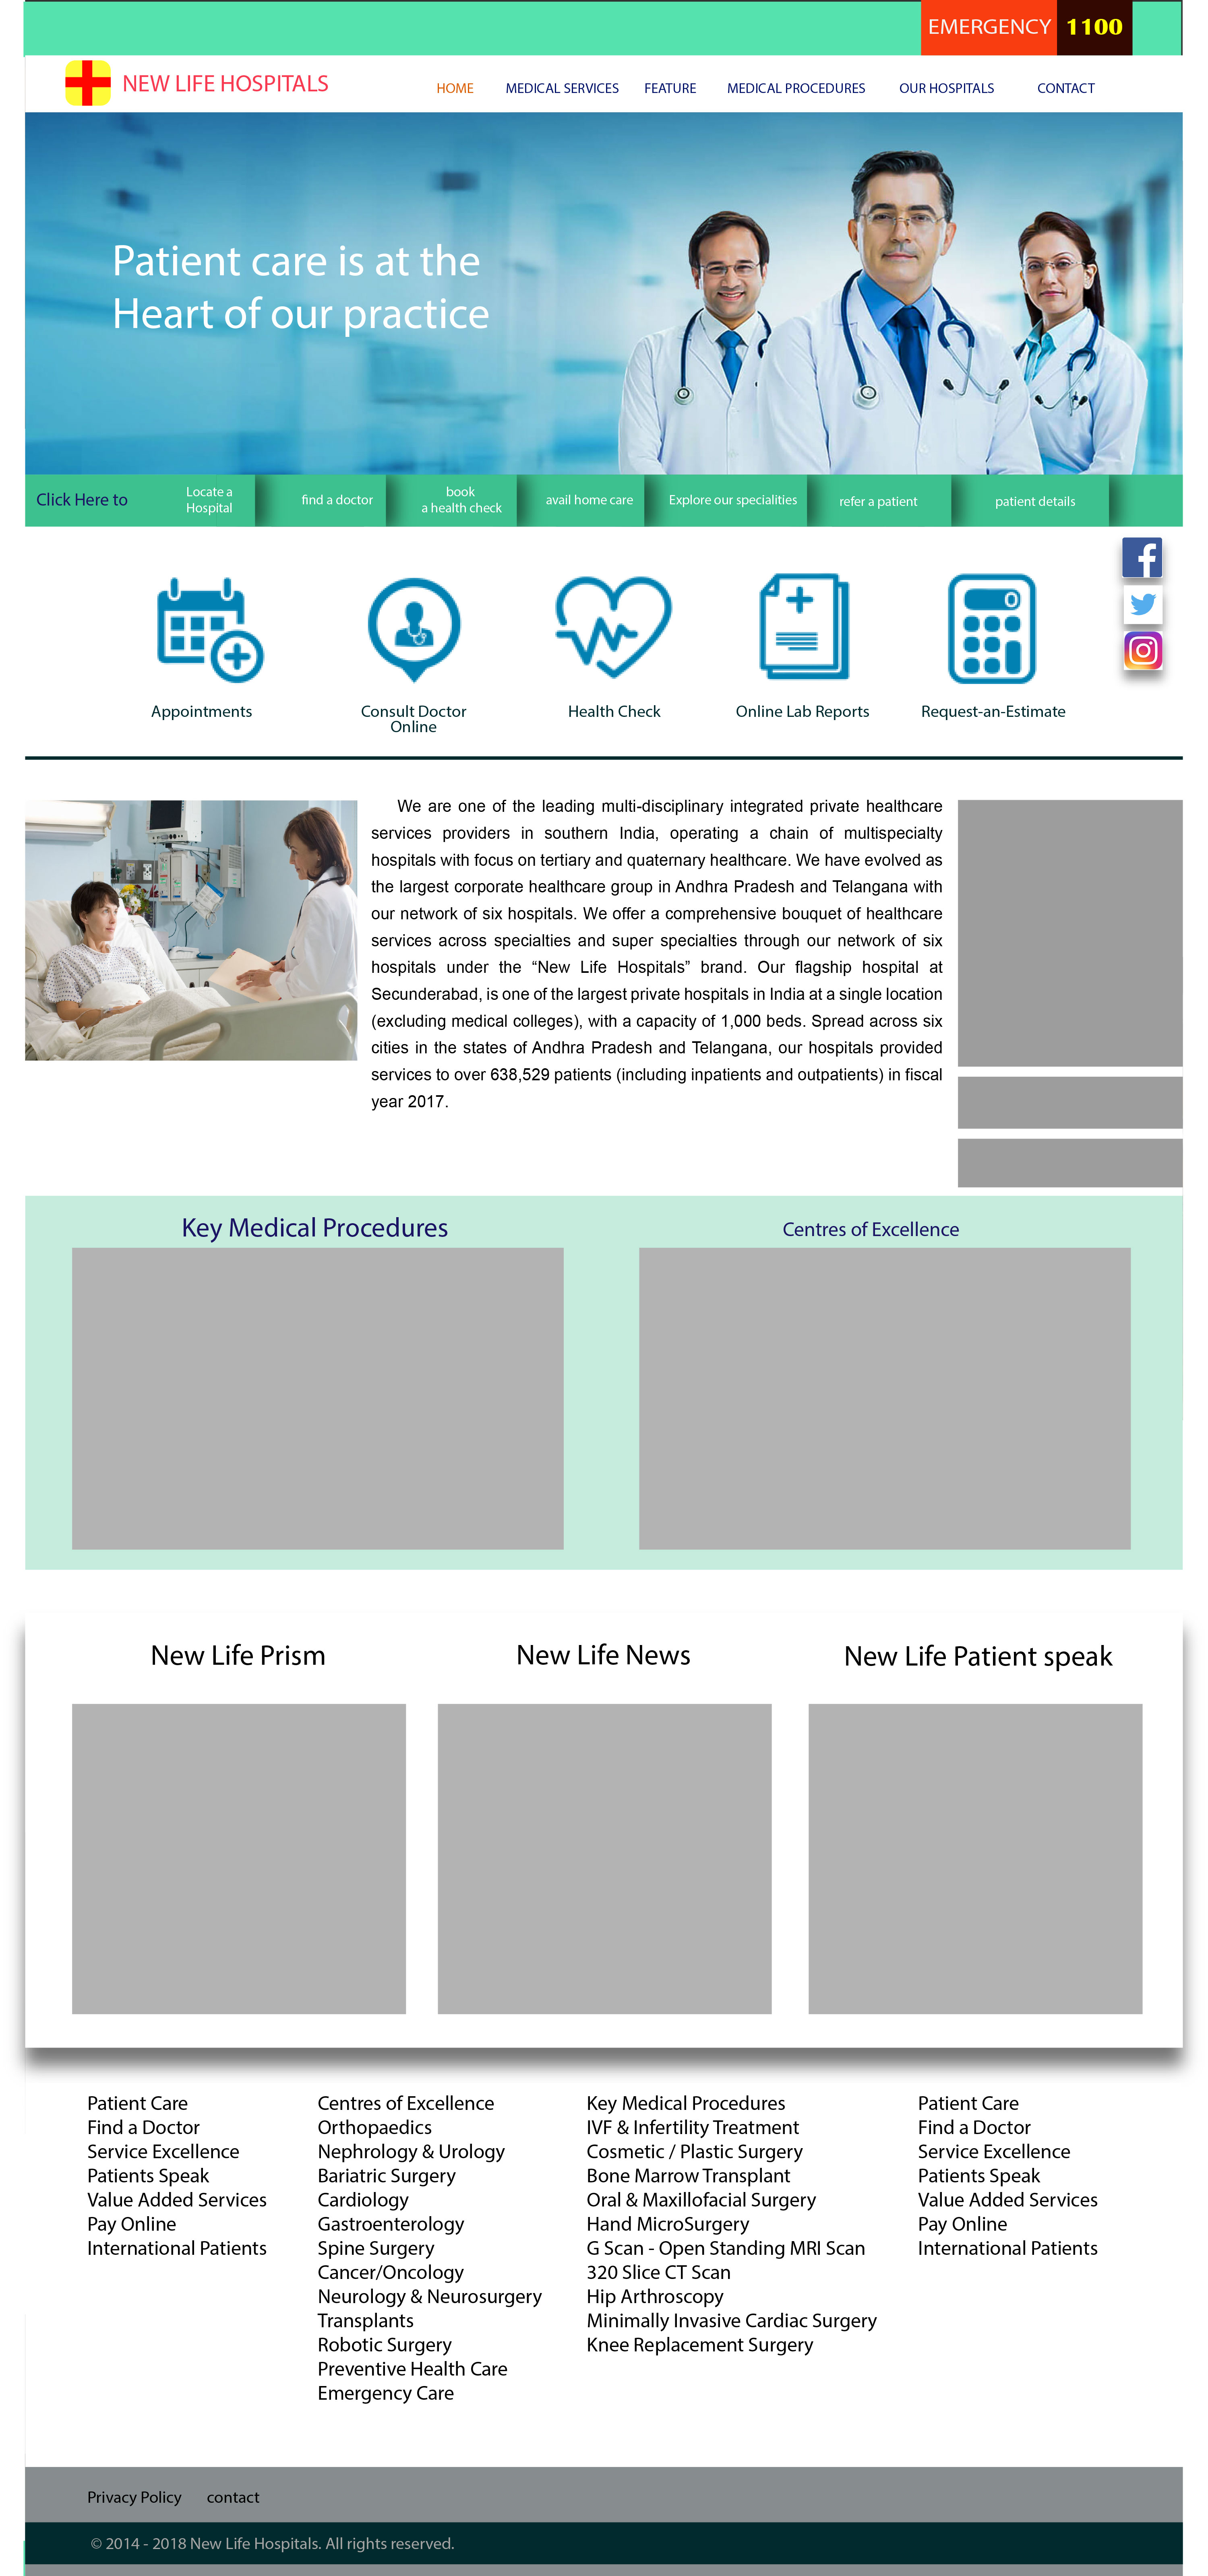 EMERGENCY 1100
NEW LIFE HOSPITALS
HOME MEDICAL SERVICES FEATURE MEDICAL PROCEDURES OUR HOSPITALS CONTACT
Patient care is at the
Heart of our practice
Click Here to
Locate a
Hospital
find a doctor
book
a health check
avail home care
Explore our specialities
refer a patient
patient details
Appointments
Consult Doctor
Online
Health Check
Online Lab Reports
Request-an-Estimate
We are one of the leading multi-disciplinary integrated private healthcare
services providers in southern India, operating a chain of multispecialty
hospitals with focus on tertiary and quaternary healthcare. We have evolved as
the largest corporate healthcare group in Andhra Pradesh and Telangana with
our network of six hospitals. We offer a comprehensive bouquet of healthcare
services across specialties and super specialties through our network of six
hospitals under the “New Life Hospitals” brand. Our flagship hospital at
Secunderabad, is one of the largest private hospitals in India at a single location
(excluding medical colleges), with a capacity of 1,000 beds. Spread across six
cities in the states of Andhra Pradesh and Telangana, our hospitals provided
services to over 638,529 patients (including inpatients and outpatients) in fiscal
year 2017.
Key Medical Procedures
Centres of Excellence
New Life Prism
New Life News
New Life Patient speak
Patient Care
Find a Doctor
Service Excellence
Patients Speak
Value Added Services
Pay Online
International Patients
Centres of Excellence
Orthopaedics
Nephrology & Urology
Bariatric Surgery
Cardiology
Gastroenterology
Spine Surgery
Cancer/Oncology
Neurology & Neurosurgery
Transplants
Robotic Surgery
Preventive Health Care
Emergency Care
Key Medical Procedures
IVF & Infertility Treatment
Cosmetic / Plastic Surgery
Bone Marrow Transplant
Oral & Maxillofacial Surgery
Hand MicroSurgery
G Scan - Open Standing MRI Scan
320 Slice CT Scan
Hip Arthroscopy
Minimally Invasive Cardiac Surgery
Knee Replacement Surgery
Patient Care
Find a Doctor
Service Excellence
Patients Speak
Value Added Services
Pay Online
International Patients
Privacy Policy contact
© 2014 - 2018 New Life Hospitals. All rights reserved.